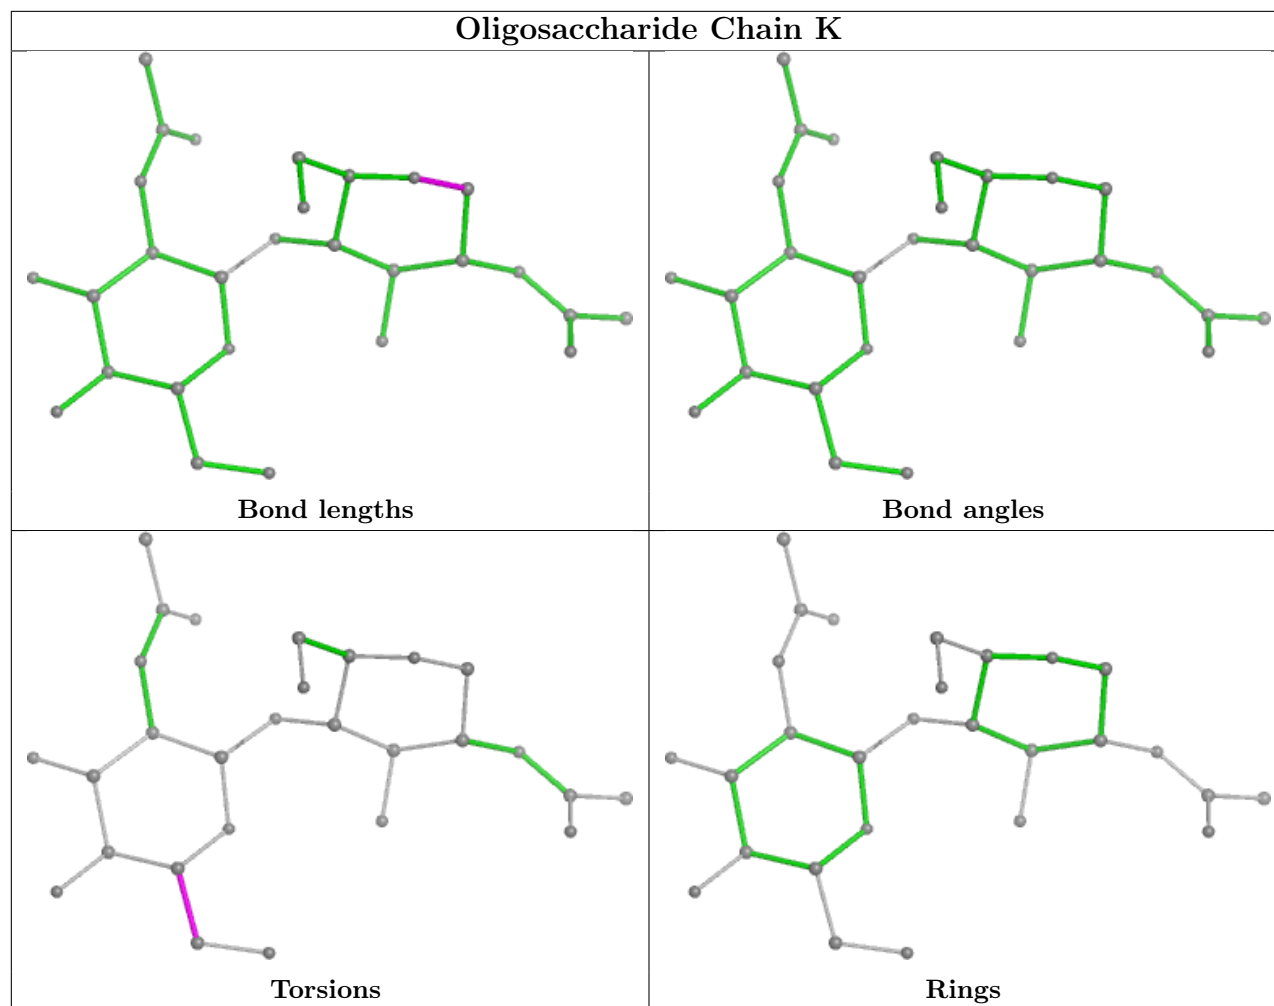 Oligosaccharide Chain K
Bond lengths
Bond angles
Torsions
Rings